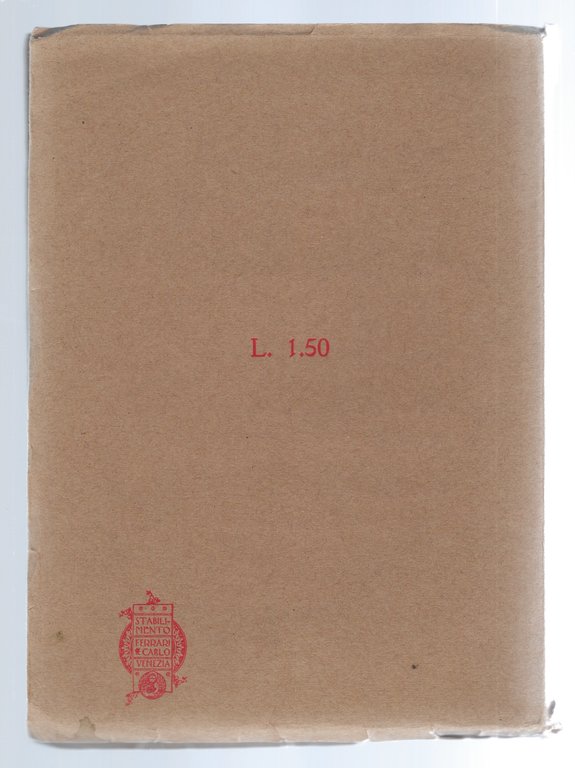 L. 1.50
STABILI-
MENTO
FERRARI
CARLO
VENEZIA